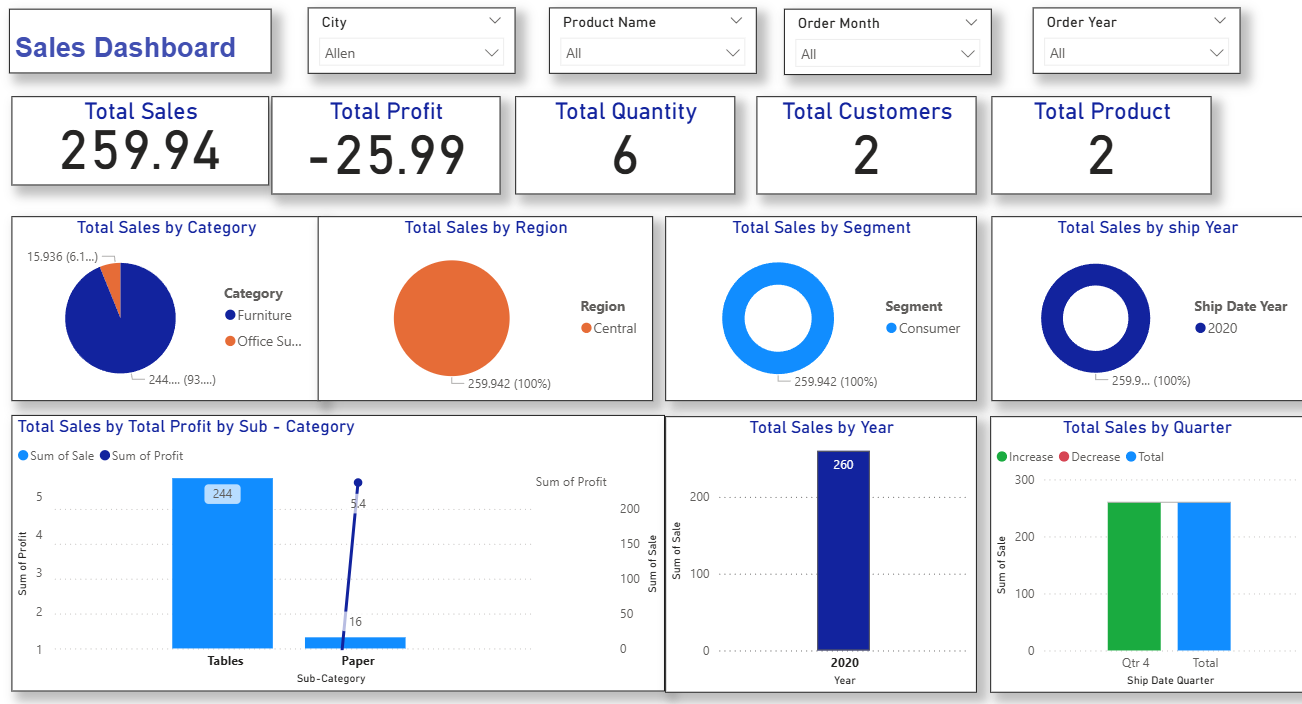 Sales Dashboard
City
Allen
Product Name
All
Order Month
All
Order Year
All
Total Sales
259.94
Total Profit
-25.99
Total Quantity
6
Total Customers
2
Total Product
2
Total Sales by Category
15.936 (6.1...)
244.... (93....)
Category
Furniture
Office Su...
Total Sales by Region
259.942 (100%)
Region
Central
Total Sales by Segment
259.942 (100%)
Segment
Consumer
Total Sales by ship Year
259.9... (100%)
Ship Date Year
2020
Total Sales by Total Profit by Sub - Category
Sum of Sale Sum of Profit
Sum of Profit
5
4
3
2
1
Sum of Profit
244
5.4
16
200
150
100
50
0
Sum of Sale
Tables Paper
Sub-Category
Total Sales by Year
Sum of Sale
200
100
0
260
2020
Year
Total Sales by Quarter
Increase Decrease Total
Sum of Sale
300
200
100
0
Qtr 4 Total
Ship Date Quarter